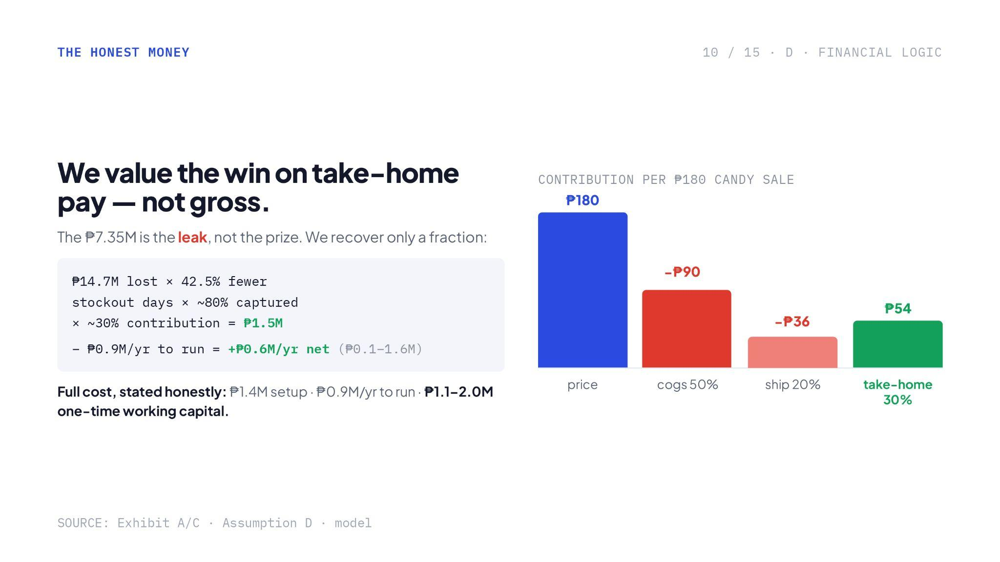 THE HONEST MONEY
10 / 15 · D · FINANCIAL LOGIC
We value the win on take-home
pay — not gross.
The ₱7.35M is the leak, not the prize. We recover only a fraction:
₱14.7M lost × 42.5% fewer
stockout days × ~80% captured
× ~30% contribution = ₱1.5M
− ₱0.9M/yr to run = +₱0.6M/yr net (₱0.1–1.6M)
Full cost, stated honestly: ₱1.4M setup · ₱0.9M/yr to run · ₱1.1–2.0M
one-time working capital.
CONTRIBUTION PER ₱180 CANDY SALE
₱180
−₱90
−₱36
₱54
price
cogs 50%
ship 20%
take-home
30%
SOURCE: Exhibit A/C · Assumption D · model